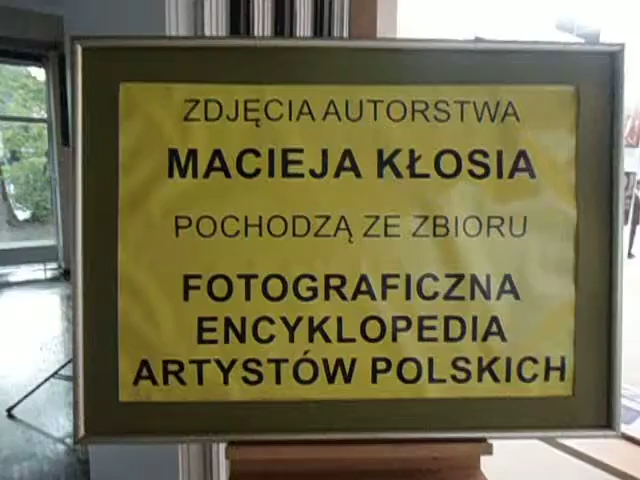 ZDJĘCIA AUTORSTWA
MACIEJA KŁOSIA
POCHODZĄ ZE ZBIORU
FOTOGRAFICZNA
ENCYKLOPEDIA
ARTYSTÓW POLSKICH